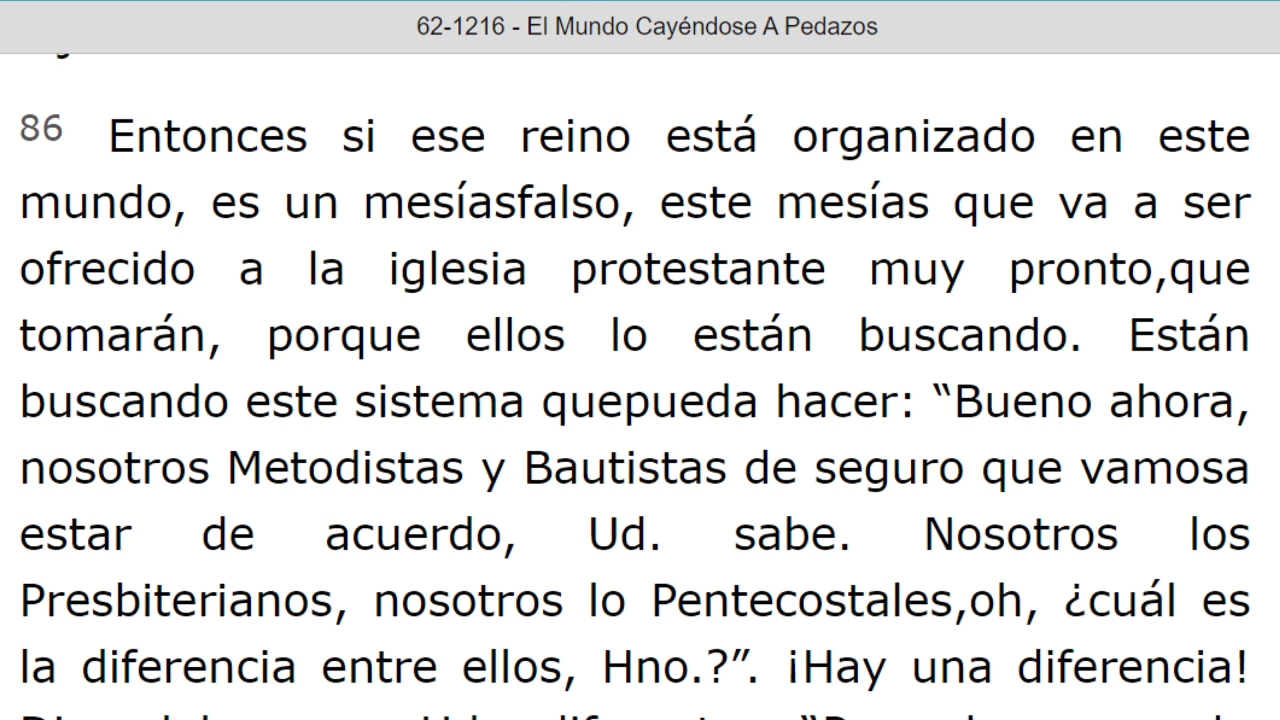 62-1216 - El Mundo Cayéndose A Pedazos
86 Entonces si ese reino está organizado en este
mundo, es un mesíasfalso, este mesías que va a ser
ofrecido a la iglesia protestante muy pronto,que
tomarán, porque ellos lo están buscando. Están
buscando este sistema quepueda hacer: “Bueno ahora,
nosotros Metodistas y Bautistas de seguro que vamosa
estar de acuerdo, Ud. sabe. Nosotros los
Presbiterianos, nosotros lo Pentecostales,oh, ¿cuál es
la diferencia entre ellos, Hno.?”. ¡Hay una diferencia!